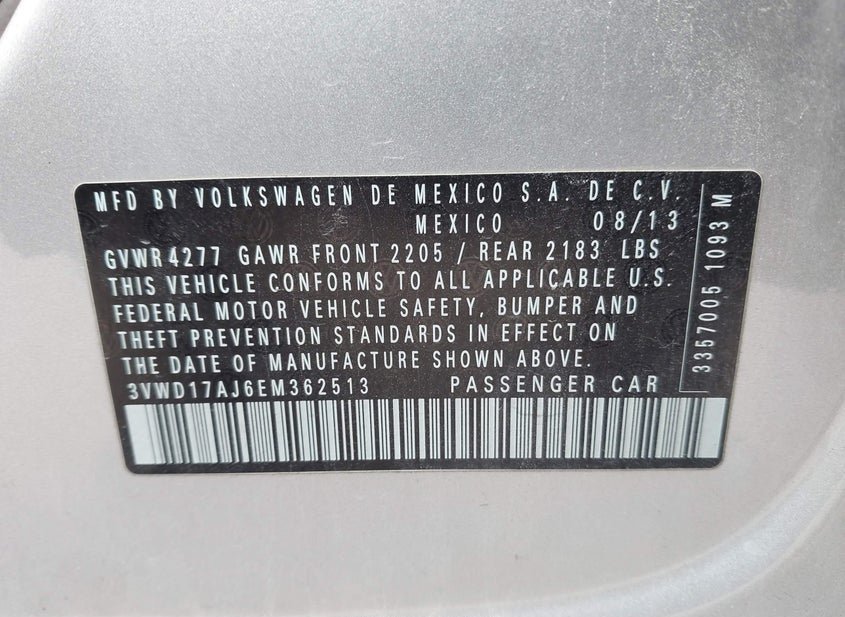 MFD BY VOLKSWAGEN DE MEXICO S.A. DE C.V.
MEXICO 08/13
GVWR 4277 GAWR FRONT 2205 / REAR 2183 LBS
THIS VEHICLE CONFORMS TO ALL APPLICABLE U.S.
FEDERAL MOTOR VEHICLE SAFETY, BUMPER AND
THEFT PREVENTION STANDARDS IN EFFECT ON
THE DATE OF MANUFACTURE SHOWN ABOVE.
3VWD17AJ6EM362513 PASSENGER CAR
3357005 1093 M